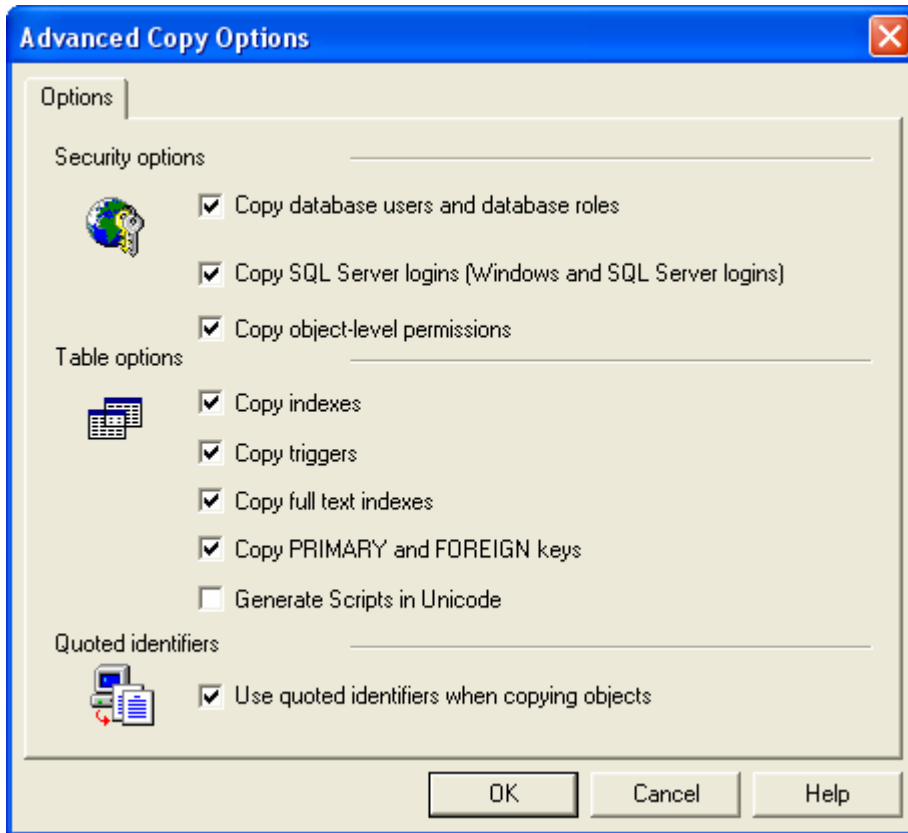 Advanced Copy Options
Options
Security options
Copy database users and database roles
Copy SQL Server logins (Windows and SQL Server logins)
Copy object-level permissions
Table options
Copy indexes
Copy triggers
Copy full text indexes
Copy PRIMARY and FOREIGN keys
Generate Scripts in Unicode
Quoted identifiers
Use quoted identifiers when copying objects
OK Cancel Help